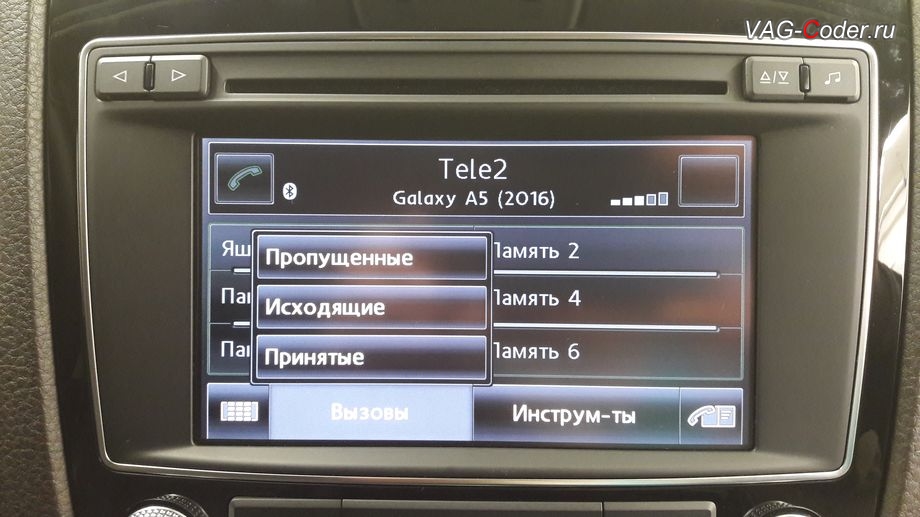 VAG-Coder.ru
Tele2
Galaxy A5 (2016)
Память 2
Пропущенные
Память 4
Исходящие
Память 6
Принятые
Вызовы
Инструм-ты